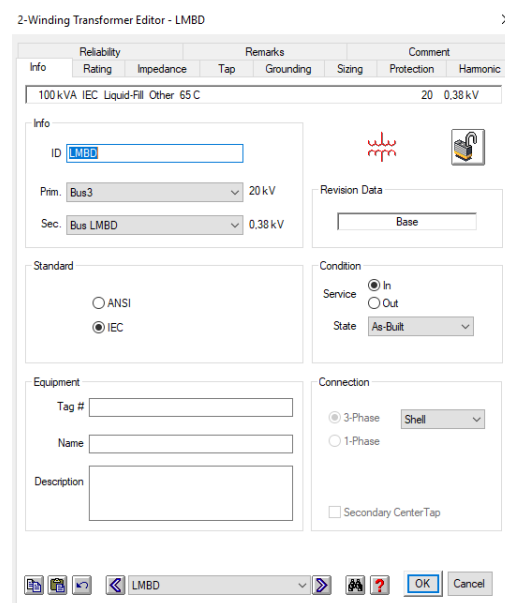 2-Winding Transformer Editor - LMBD
Reliability Remarks Comment
Info Rating Impedance Tap Grounding Sizing Protection Harmonic
100 kVA IEC Liquid-Fill Other 65 C 20 0,38 kV
Info
ID LMBD
Prim. Bus3 20 kV
Sec. Bus LMBD 0,38 kV
Revision Data
Base
Standard
ANSI
IEC
Condition
Service In
Out
State As-Built
Equipment
Tag #
Name
Description
Connection
3-Phase Shell
1-Phase
Secondary CenterTap
LMBD ? OK Cancel